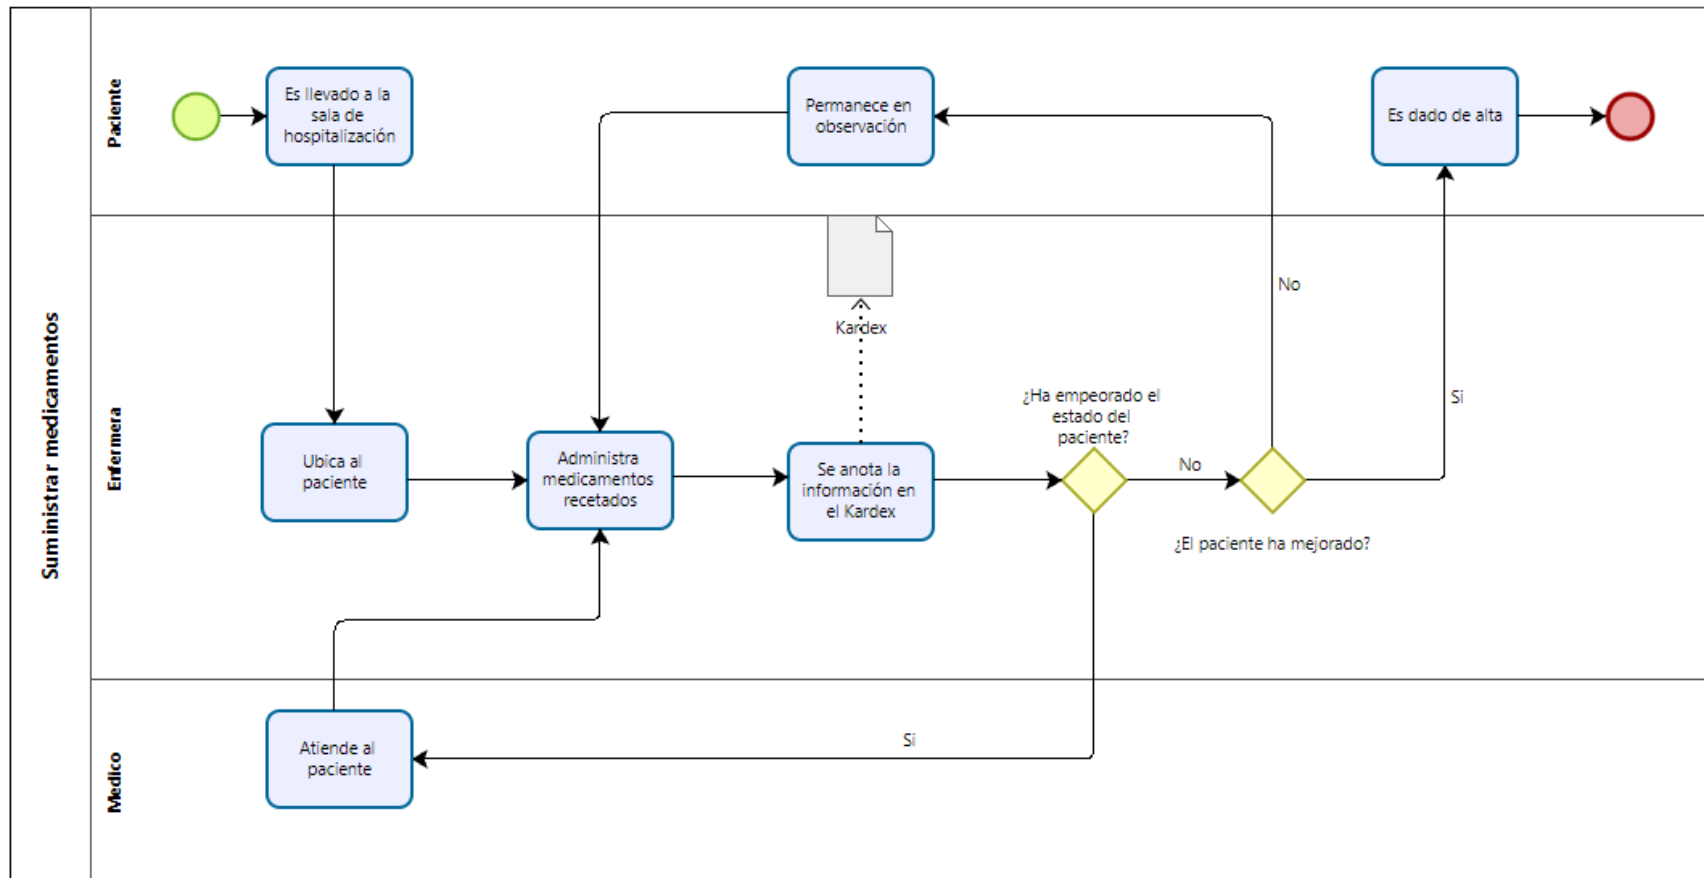 Suministrar medicamentos
Paciente
Es llevado a la
sala de
hospitalización
Permanece en
observación
Es dado de alta
Enfermera
Kardex
No
Si
¿Ha empeorado el
estado del
paciente?
Ubica al
paciente
Administra
medicamentos
recetados
Se anota la
información en
el Kardex
No
¿El paciente ha mejorado?
Medico
Atiende al
paciente
Si